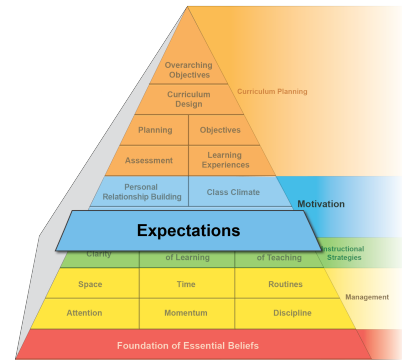 Overarching
Objectives
Curriculum Planning
Curriculum
Design
Planning
Objectives
Assessment
Learning
Experiences
Personal
Relationship Building
Class Climate
Motivation
Expectations
Clarity
of Learning
of Teaching
Instructional
Strategies
Space
Time
Routines
Management
Attention
Momentum
Discipline
Foundation of Essential Beliefs